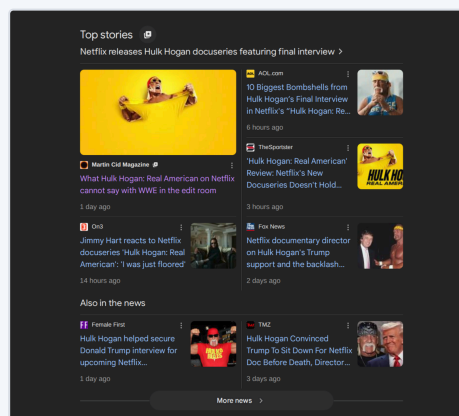 Top stories
Netflix releases Hulk Hogan docuseries featuring final interview
Martin Cid Magazine
What Hulk Hogan: Real American on Netflix
cannot say with WWE in the edit room
1 day ago
AOL.com
10 Biggest Bombshells from
Hulk Hogan's Final Interview
in Netflix's "Hulk Hogan: Re...
6 hours ago
TheSportster
'Hulk Hogan: Real American'
Review: Netflix's New
Docuseries Doesn't Hold...
3 hours ago
HULK HO
REAL AMER
On3
Jimmy Hart reacts to Netflix
docuseries 'Hulk Hogan: Real
American': 'I was just floored'
14 hours ago
Fox News
Netflix documentary director
on Hulk Hogan's Trump
support and the backlash...
2 days ago
Also in the news
Female First
Hulk Hogan helped secure
Donald Trump interview for
upcoming Netflix...
1 day ago
TMZ
Hulk Hogan Convinced
Trump To Sit Down For Netflix
Doc Before Death, Director...
3 days ago
More news